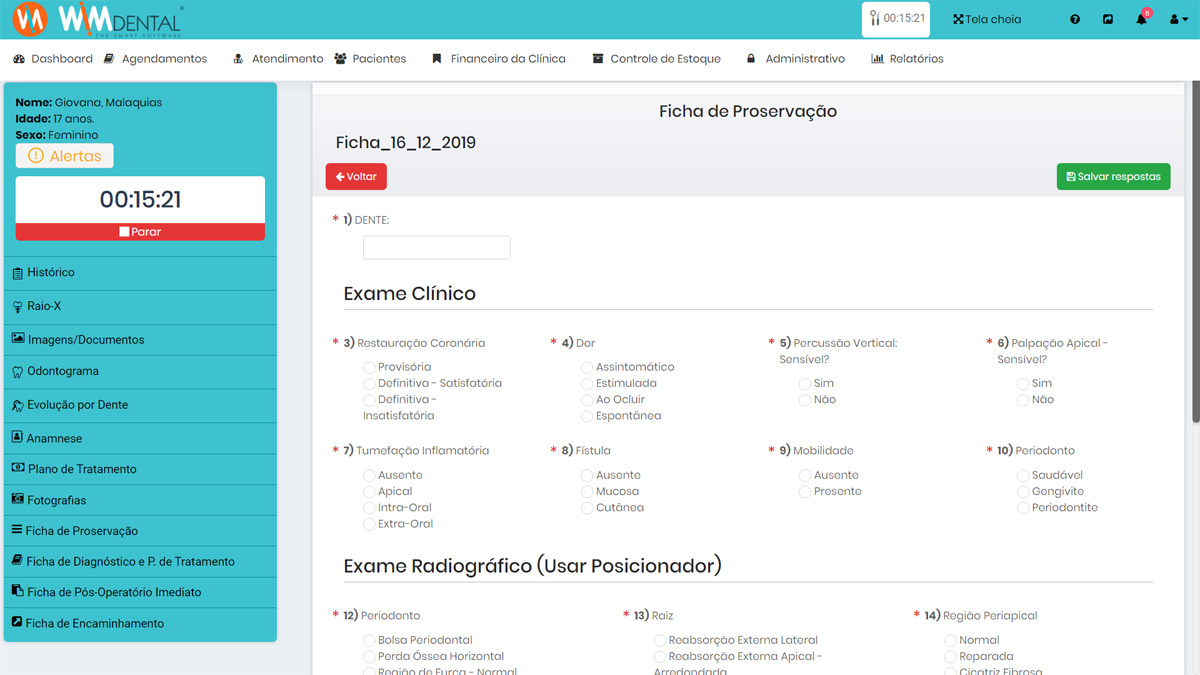 WiMDENTAL
THE SMART SOFTWARE
00:15:21
Tela cheia
6
Dashboard
Agendamentos
Atendimento
Pacientes
Financeiro da Clínica
Controle de Estoque
Administrativo
Relatórios
Nome: Giovana, Malaquias
Idade: 17 anos.
Sexo: Feminino
Alertas
00:15:21
Parar
Histórico
Raio-X
Imagens/Documentos
Odontograma
Evolução por Dente
Anamnese
Plano de Tratamento
Fotografias
Ficha de Proservação
Ficha de Diagnóstico e P. de Tratamento
Ficha de Pós-Operatório Imediato
Ficha de Encaminhamento
Ficha de Proservação
Ficha_16_12_2019
Voltar
Salvar respostas
* 1) DENTE:
Exame Clínico
* 3) Restauração Coronária
Provisória
Definitiva - Satisfatória
Definitiva -
Insatisfatória
* 4) Dor
Assintomático
Estimulada
Ao Ocluir
Espontânea
* 5) Percussão Vertical:
Sensível?
Sim
Não
* 6) Palpação Apical -
Sensível?
Sim
Não
* 7) Tumefação Inflamatória
Ausente
Apical
Intra-Oral
Extra-Oral
* 8) Fístula
Ausente
Mucosa
Cutânea
* 9) Mobilidade
Ausente
Presente
* 10) Periodonto
Saudável
Gengivite
Periodontite
Exame Radiográfico (Usar Posicionador)
* 12) Periodonto
Bolsa Periodontal
Perda Óssea Horizontal
Região de Furca - Normal
* 13) Raiz
Reabsorção Externa Lateral
Reabsorção Externa Apical -
Arredondada
* 14) Região Periapical
Normal
Reparada
Cicatriz Fibrosa